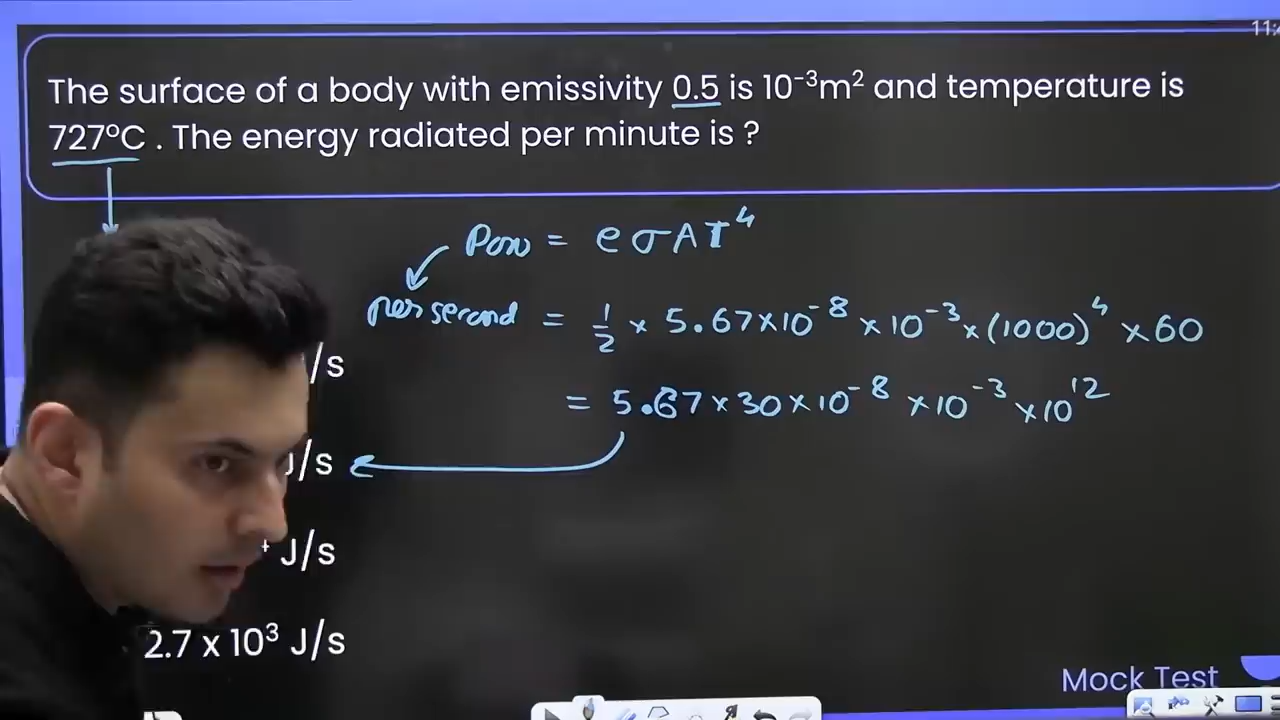 11:
The surface of a body with emissivity 0.5 is 10⁻³m² and temperature is
727°C . The energy radiated per minute is ?
Pow = eσAT⁴
per second = 1/2 × 5.67×10⁻⁸ ×10⁻³×(1000)⁴ ×60
/s
= 5.67×30×10⁻⁸ ×10⁻³ ×10¹²
J/s
J/s
2.7 x 10³ J/s
Mock Test